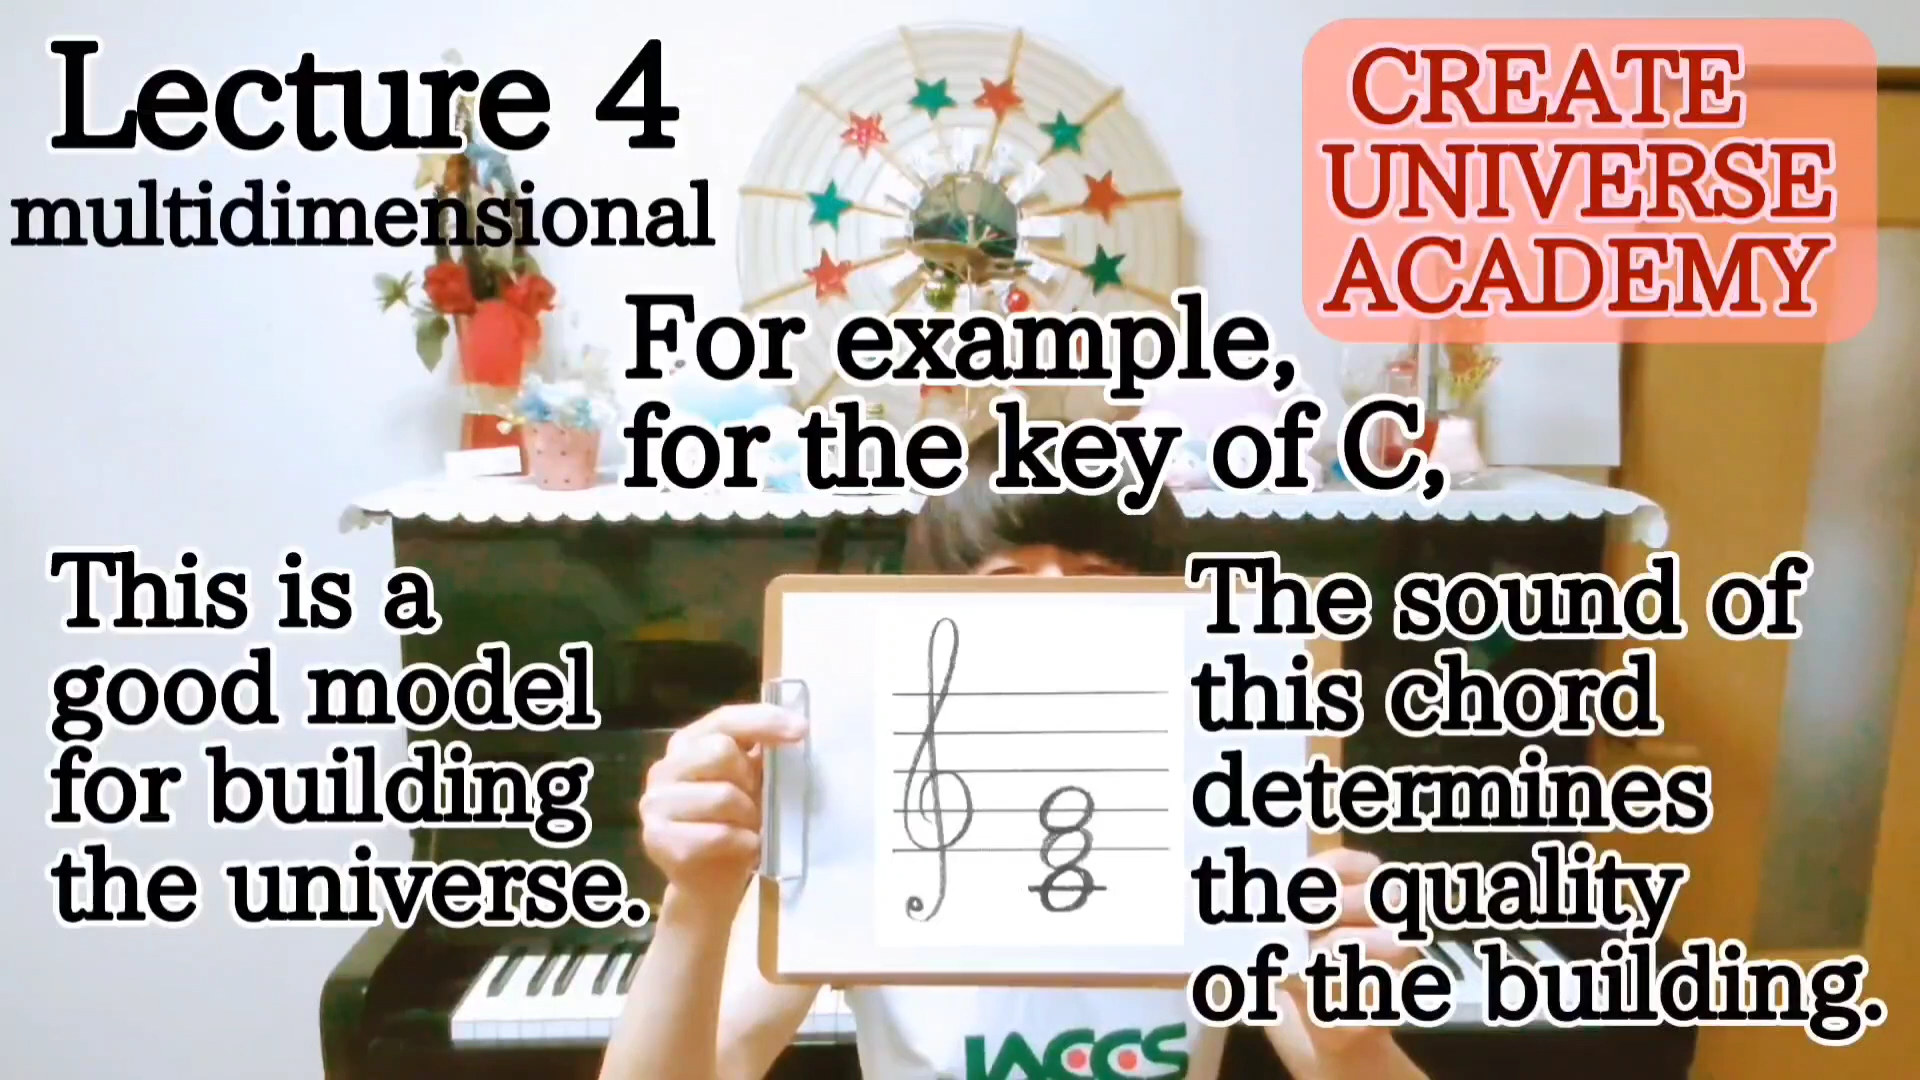 Lecture 4
multidimensional
CREATE
UNIVERSE
ACADEMY
For example,
for the key of C,
This is a
good model
for building
the universe.
The sound of
this chord
determines
the quality
of the building.
JACCS